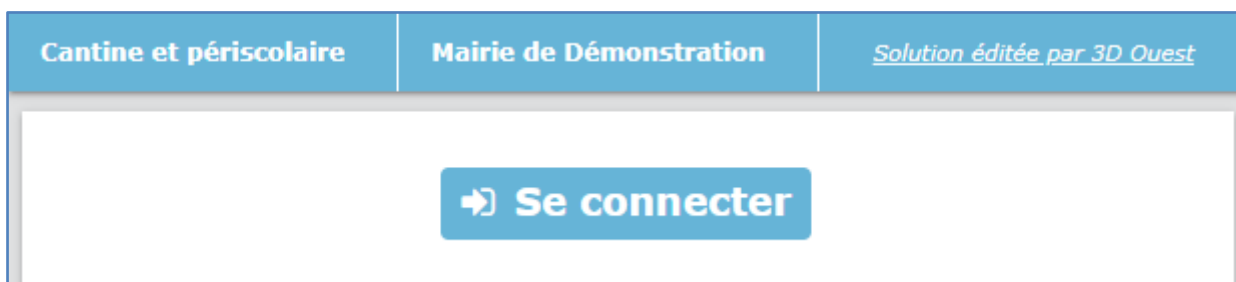 Cantine et périscolaire
Mairie de Démonstration
Solution éditée par 3D Ouest
Se connecter